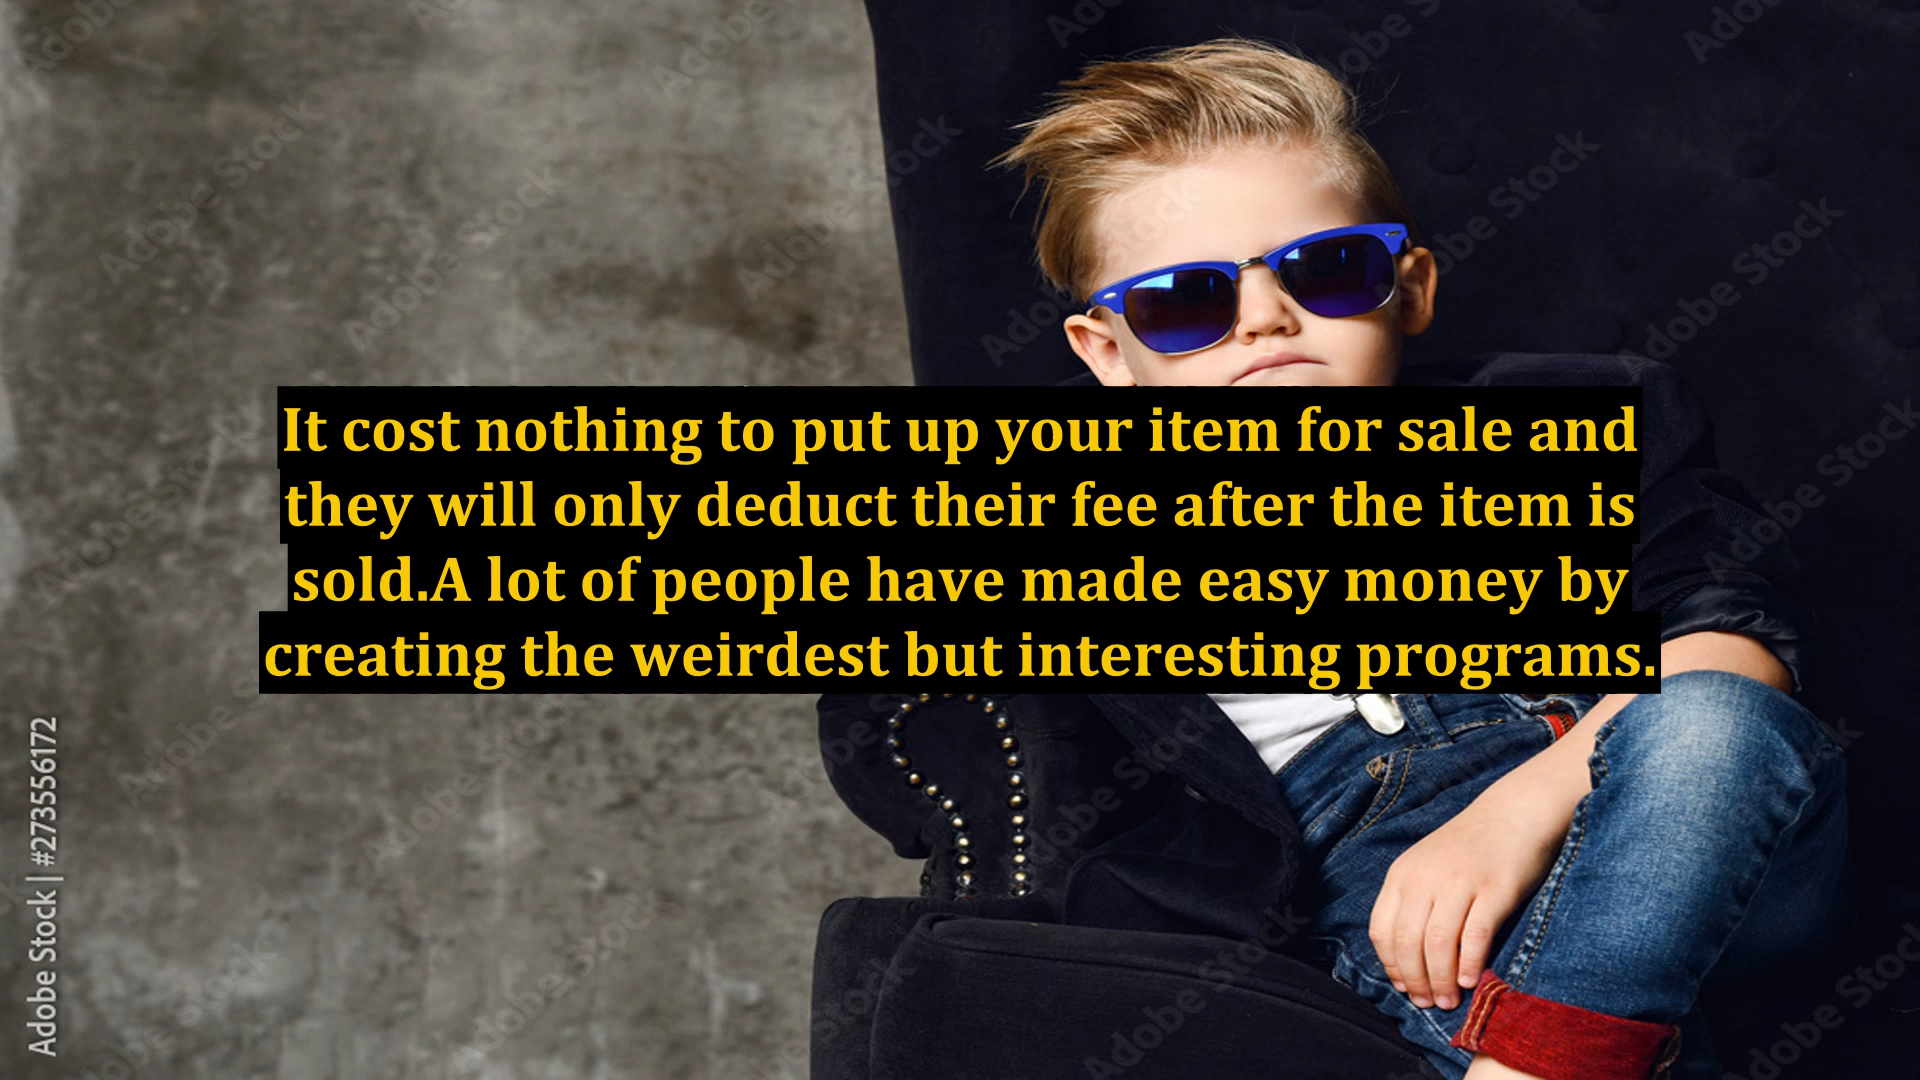 It cost nothing to put up your item for sale and
they will only deduct their fee after the item is
sold.A lot of people have made easy money by
creating the weirdest but interesting programs.
Adobe Stock | #273556172
Adobe Stock